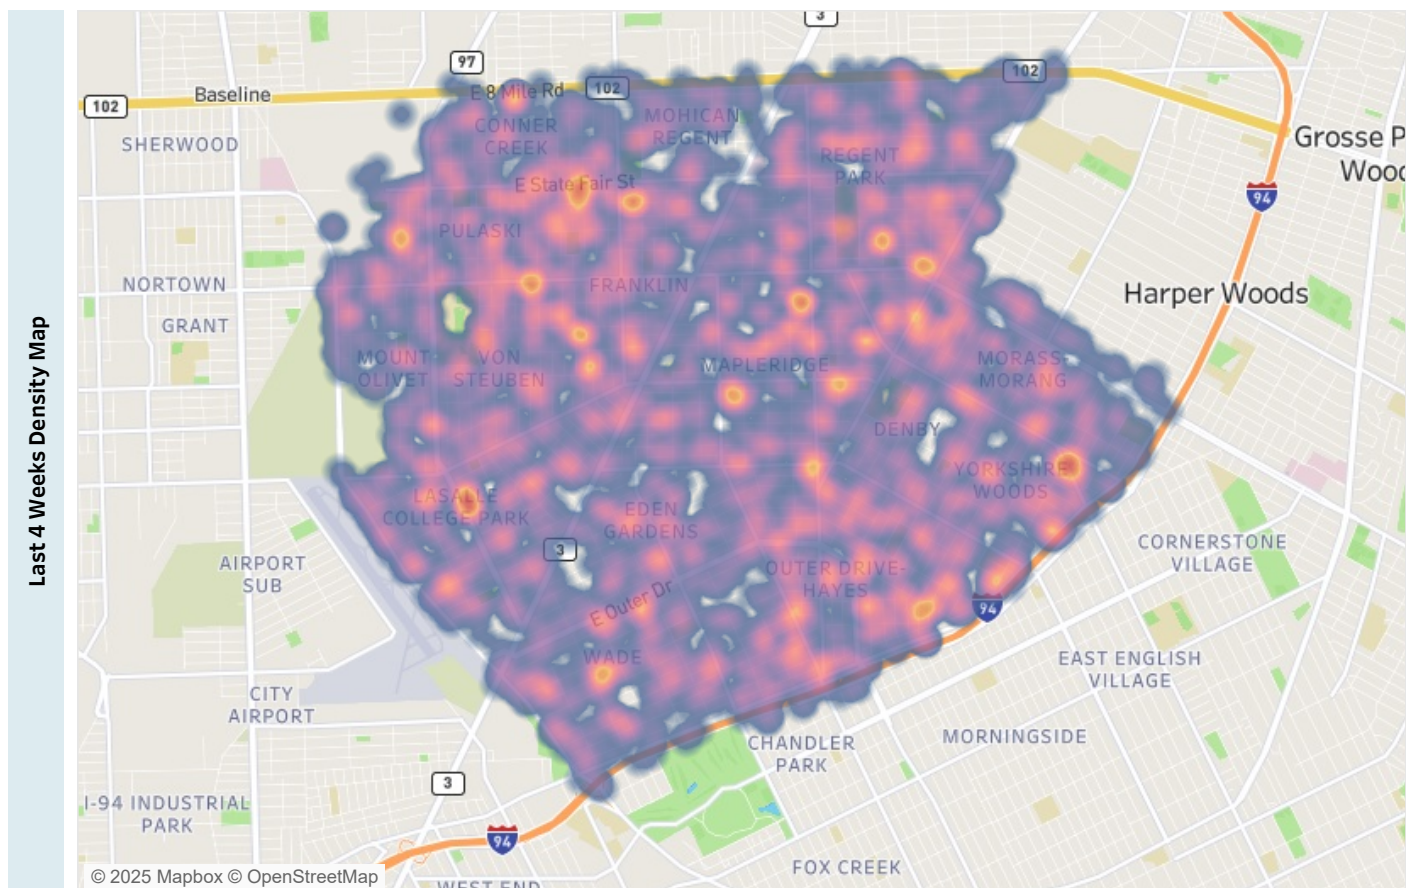 Last 4 Weeks Density Map
3
97
102
E 8 Mile Rd
102
102
Baseline
SHERWOOD
CONNER
CREEK
MOHICAN
REGENT
REGENT
PARK
Grosse P
Wood
E State Fair St
94
PULASKI
NORTOWN
FRANKLIN
Harper Woods
GRANT
MOUNT
OLIVET
VON
STEUBEN
MAPLERIDGE
MORASS-
MORANG
DENBY
LASALLE
COLLEGE PARK
EDEN
GARDENS
YORKSHIRE
WOODS
3
AIRPORT
SUB
OUTER DRIVE-
HAYES
CORNERSTONE
VILLAGE
E Outer Dr
94
WADE
EAST ENGLISH
VILLAGE
CITY
AIRPORT
CHANDLER
PARK
MORNINGSIDE
3
I-94 INDUSTRIAL
PARK
94
FOX CREEK
© 2025 Mapbox © OpenStreetMap
WEST END